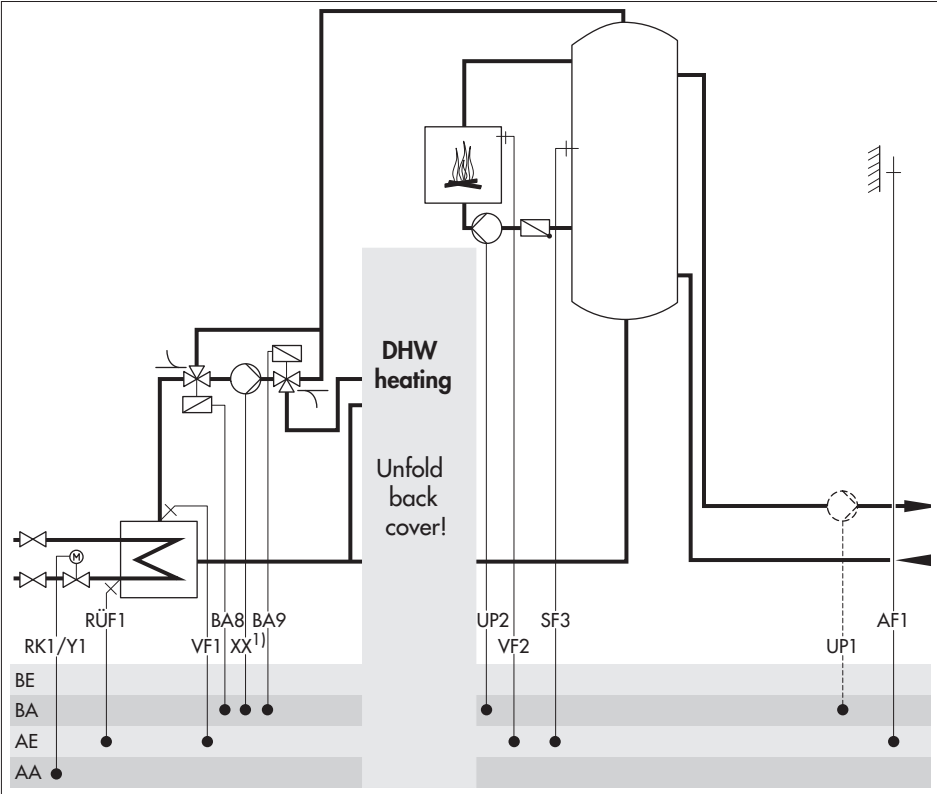 DHW
heating
Unfold
back
cover!
M
RÜF1
BA8
BA9
UP2
SF3
AF1
RK1/Y1
VF1
XX1)
VF2
UP1
BE
BA
AE
AA